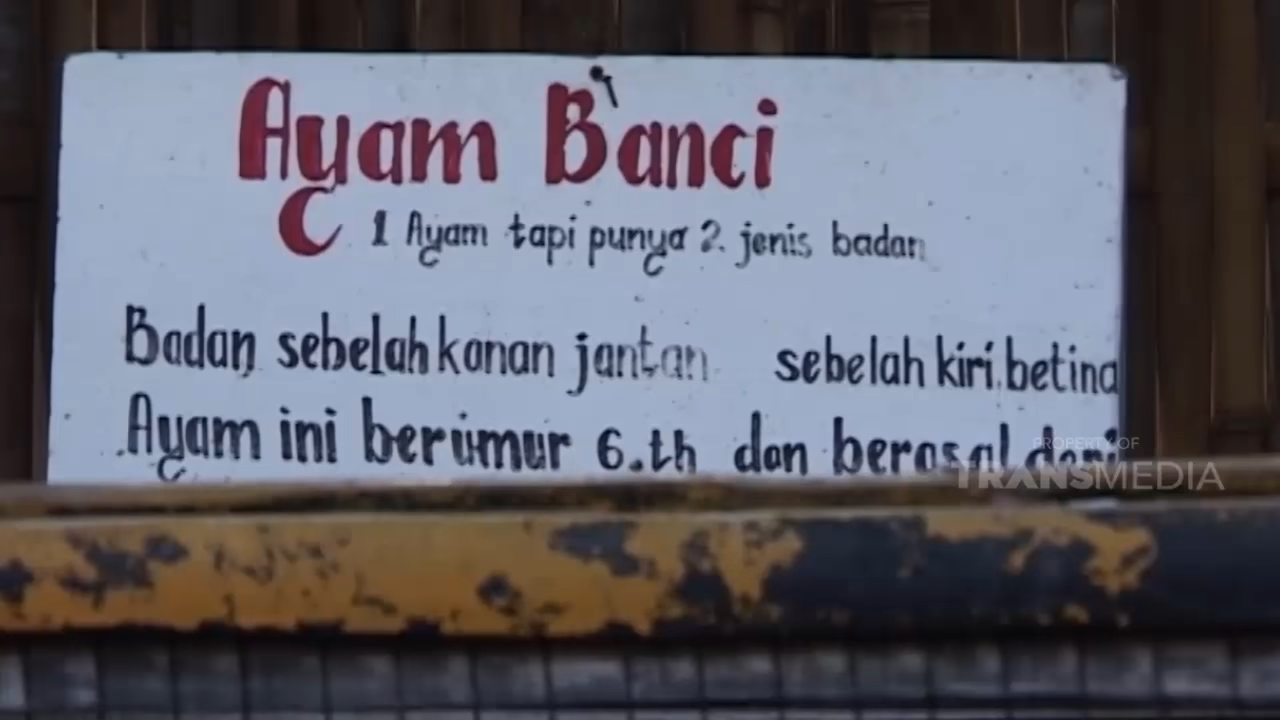 Ayam Banci
1 Ayam tapi punya 2 jenis badan
Badan sebelah kanan jantan sebelah kiri betina
Ayam ini berumur 6.th dan berasal dari
PROPERTY OF
TRANSMEDIA